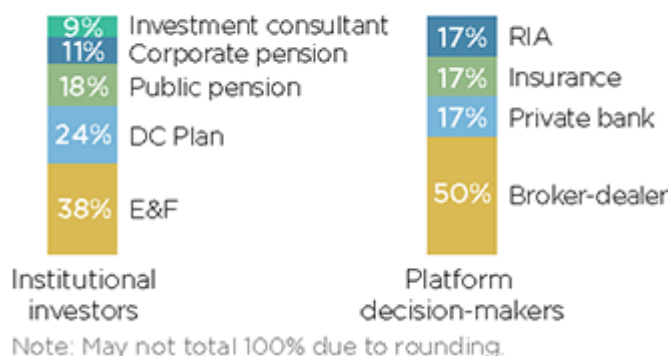 9% Investment consultant
11% Corporate pension
18% Public pension
24% DC Plan
38% E&F
Institutional
investors
17% RIA
17% Insurance
17% Private bank
50% Broker-dealer
Platform
decision-makers
Note: May not total 100% due to rounding.